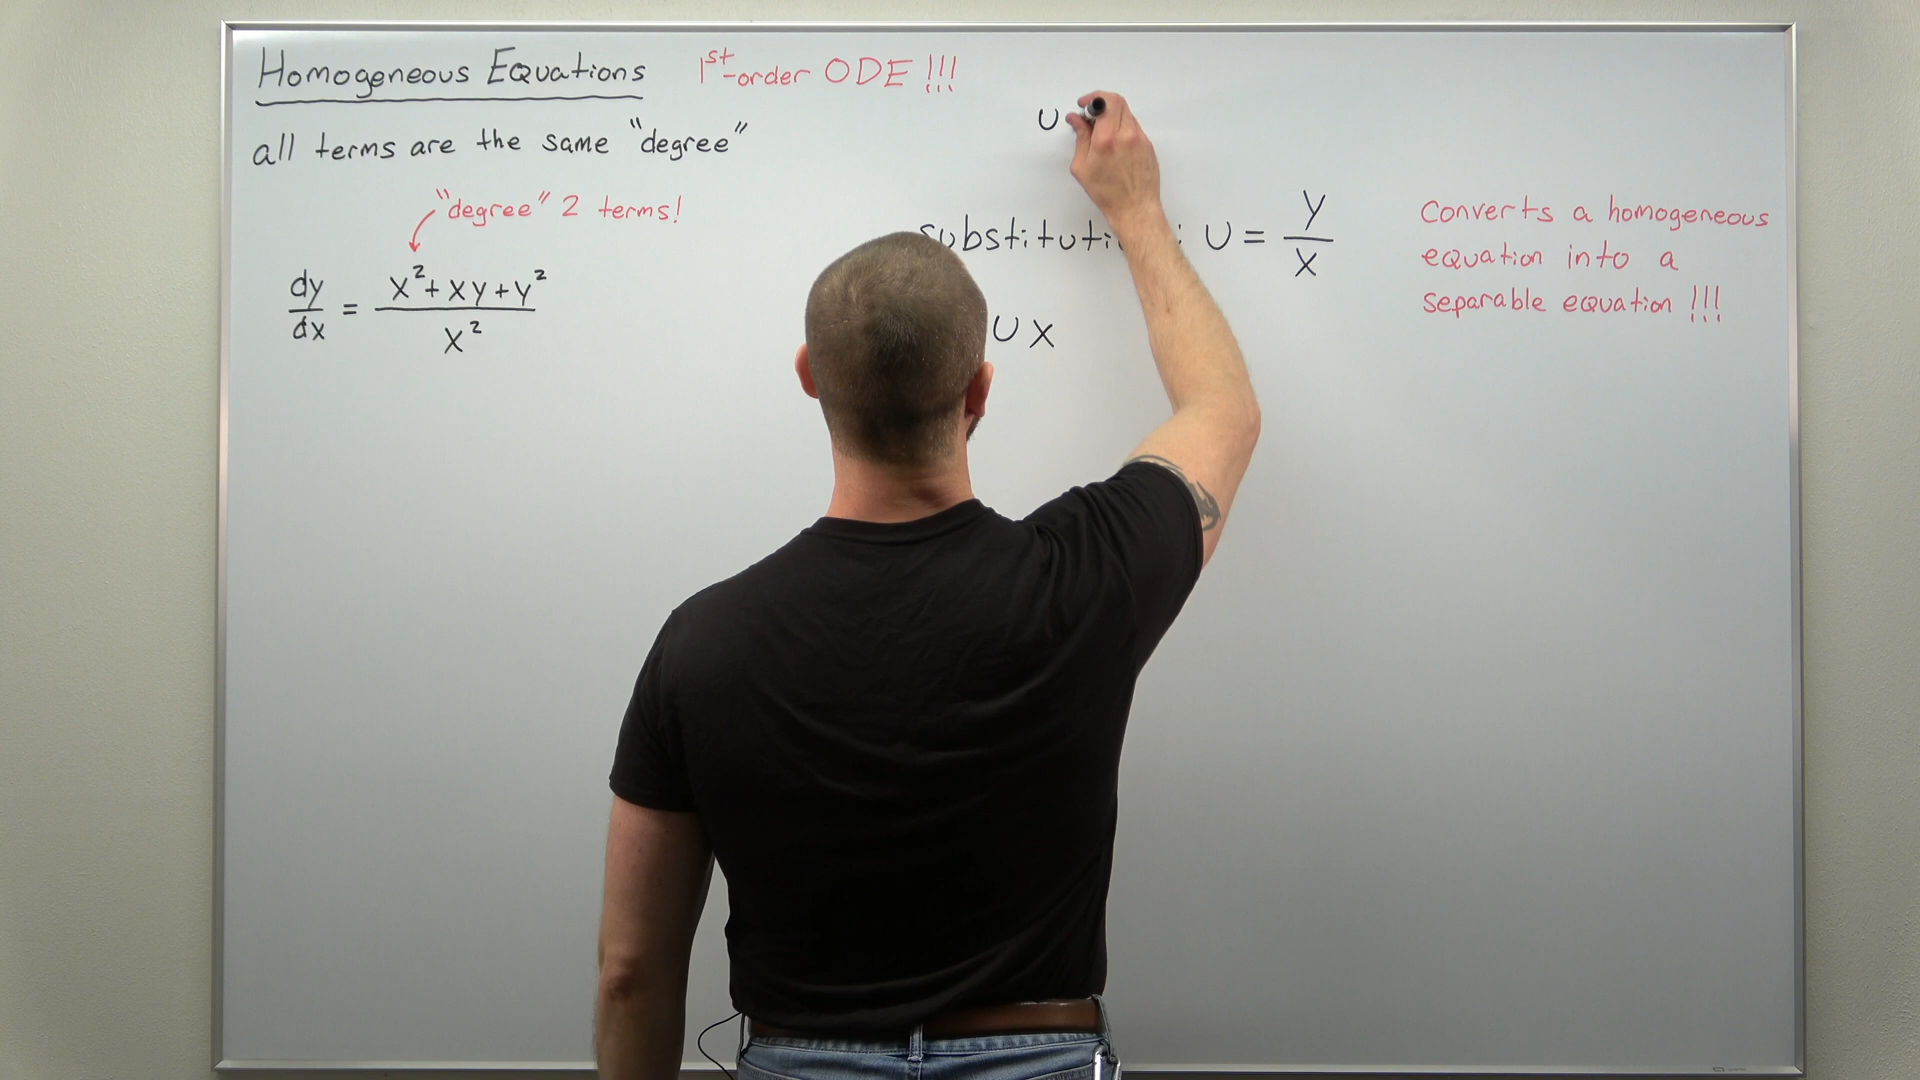 Homogeneous Equations 1st-order ODE !!!
all terms are the same "degree"
"degree" 2 terms!
dy/dx = x²+xy+y²/x²
u
u = y/x
ux
Converts a homogeneous
equation into a
separable equation !!!